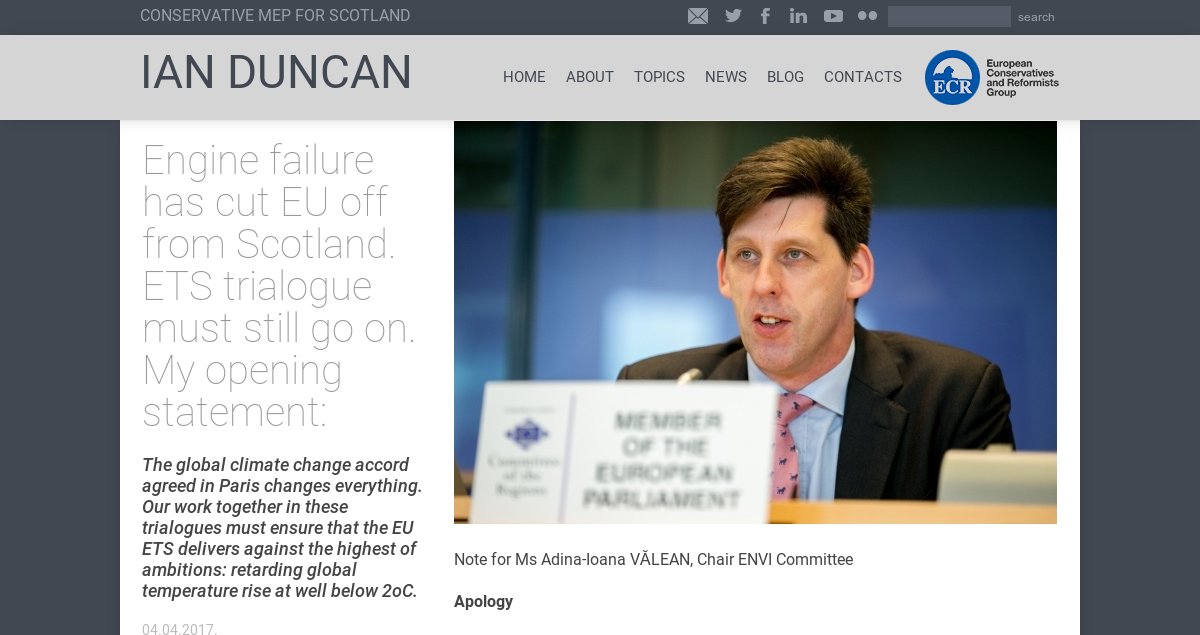 CONSERVATIVE MEP FOR SCOTLAND
search
IAN DUNCAN
HOME ABOUT TOPICS NEWS BLOG CONTACTS
ECR
European
Conservatives
and Reformists
Group
Engine failure
has cut EU off
from Scotland.
ETS trialogue
must still go on.
My opening
statement:
The global climate change accord
agreed in Paris changes everything.
Our work together in these
trialogues must ensure that the EU
ETS delivers against the highest of
ambitions: retarding global
temperature rise at well below 2oC.
04.04.2017.
Committee
of the
Regions
MEMBER
OF THE
EUROPEAN
PARLIAMENT
Note for Ms Adina-Ioana VĂLEAN, Chair ENVI Committee
Apology